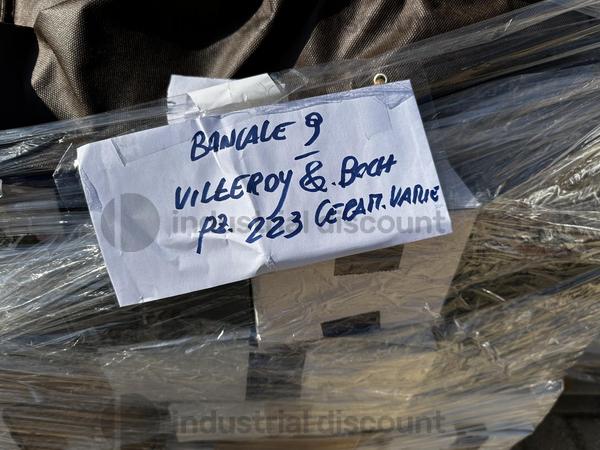 BANCALE 9
VILLEROY & BOCH
PZ. 223 CERAM. VARIE
industrial discount
industrial discount